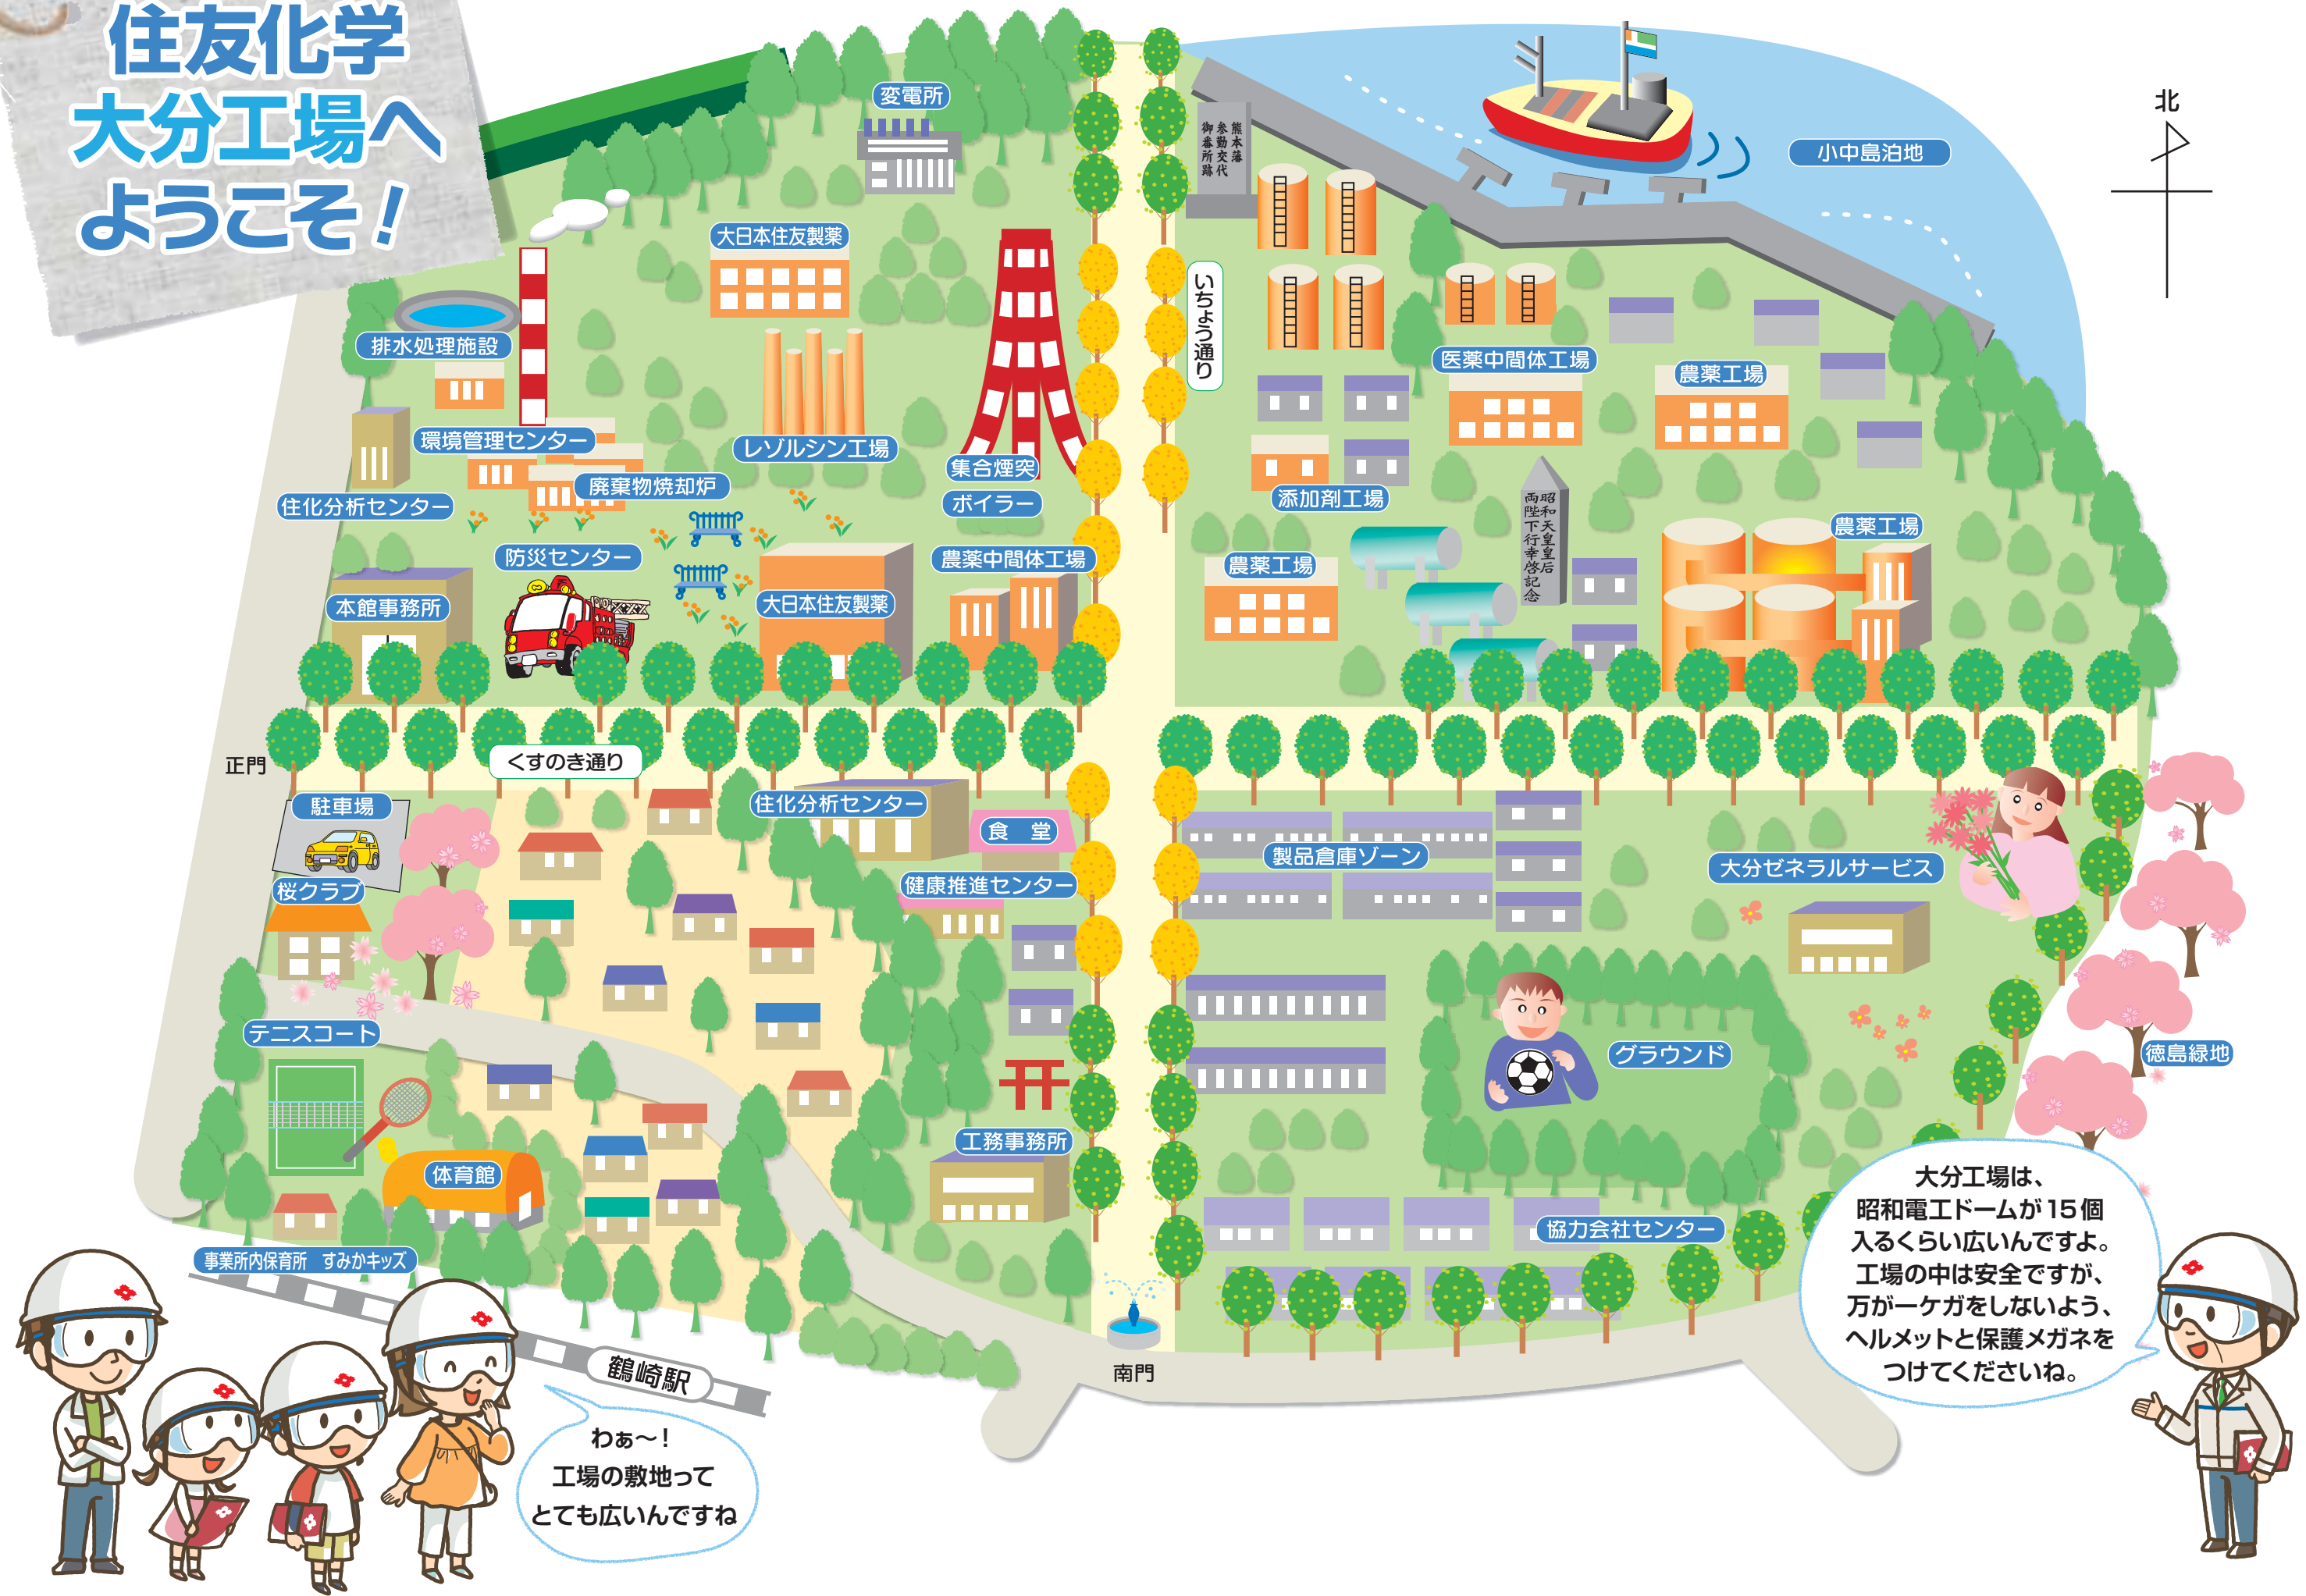 住友化学
大分工場へ
ようこそ！
変電所
熊本藩
参勤交代
御番所跡
小中島泊地
北
大日本住友製薬
いちょう通り
排水処理施設
医薬中間体工場
農薬工場
環境管理センター
レゾルシン工場
集合煙突
ボイラー
廃棄物焼却炉
住化分析センター
添加剤工場
昭和天皇皇后
両陛下行幸啓記念
農薬工場
防災センター
農薬中間体工場
農薬工場
本館事務所
大日本住友製薬
正門
くすのき通り
駐車場
住化分析センター
食　堂
製品倉庫ゾーン
大分ゼネラルサービス
桜クラブ
健康推進センター
テニスコート
グラウンド
徳島緑地
工務事務所
体育館
協力会社センター
事業所内保育所　すみかキッズ
鶴崎駅
南門
大分工場は、
昭和電工ドームが15個
入るくらい広いんですよ。
工場の中は安全ですが、
万が一ケガをしないよう、
ヘルメットと保護メガネを
つけてくださいね。
わぁ～！
工場の敷地って
とても広いんですね